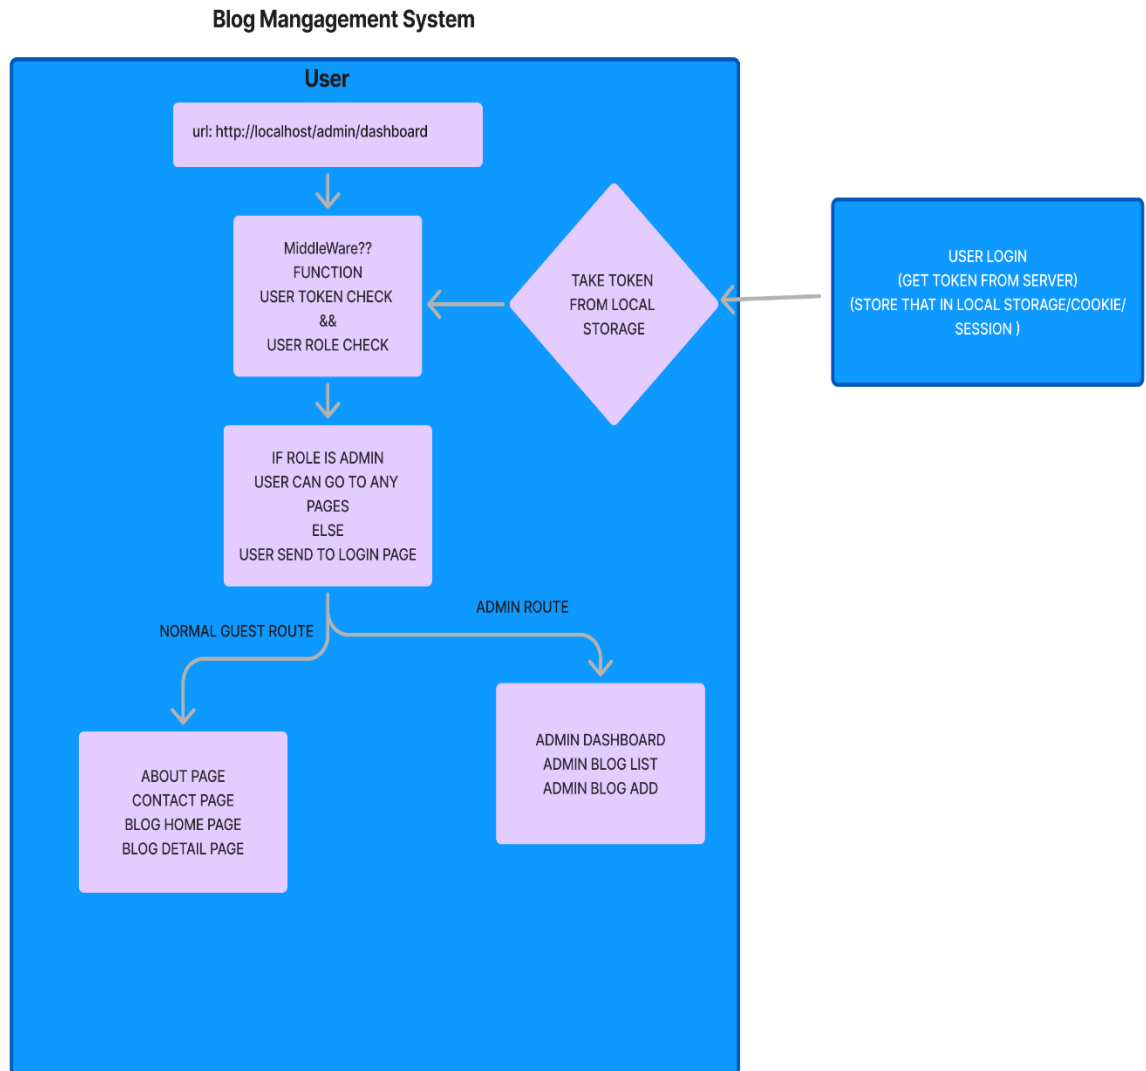 Blog Mangagement System
User
url: http://localhost/admin/dashboard
MiddleWare??
FUNCTION
USER TOKEN CHECK
&&
USER ROLE CHECK
TAKE TOKEN
FROM LOCAL
STORAGE
USER LOGIN
(GET TOKEN FROM SERVER)
(STORE THAT IN LOCAL STORAGE/COOKIE/
SESSION )
IF ROLE IS ADMIN
USER CAN GO TO ANY
PAGES
ELSE
USER SEND TO LOGIN PAGE
NORMAL GUEST ROUTE
ADMIN ROUTE
ABOUT PAGE
CONTACT PAGE
BLOG HOME PAGE
BLOG DETAIL PAGE
ADMIN DASHBOARD
ADMIN BLOG LIST
ADMIN BLOG ADD